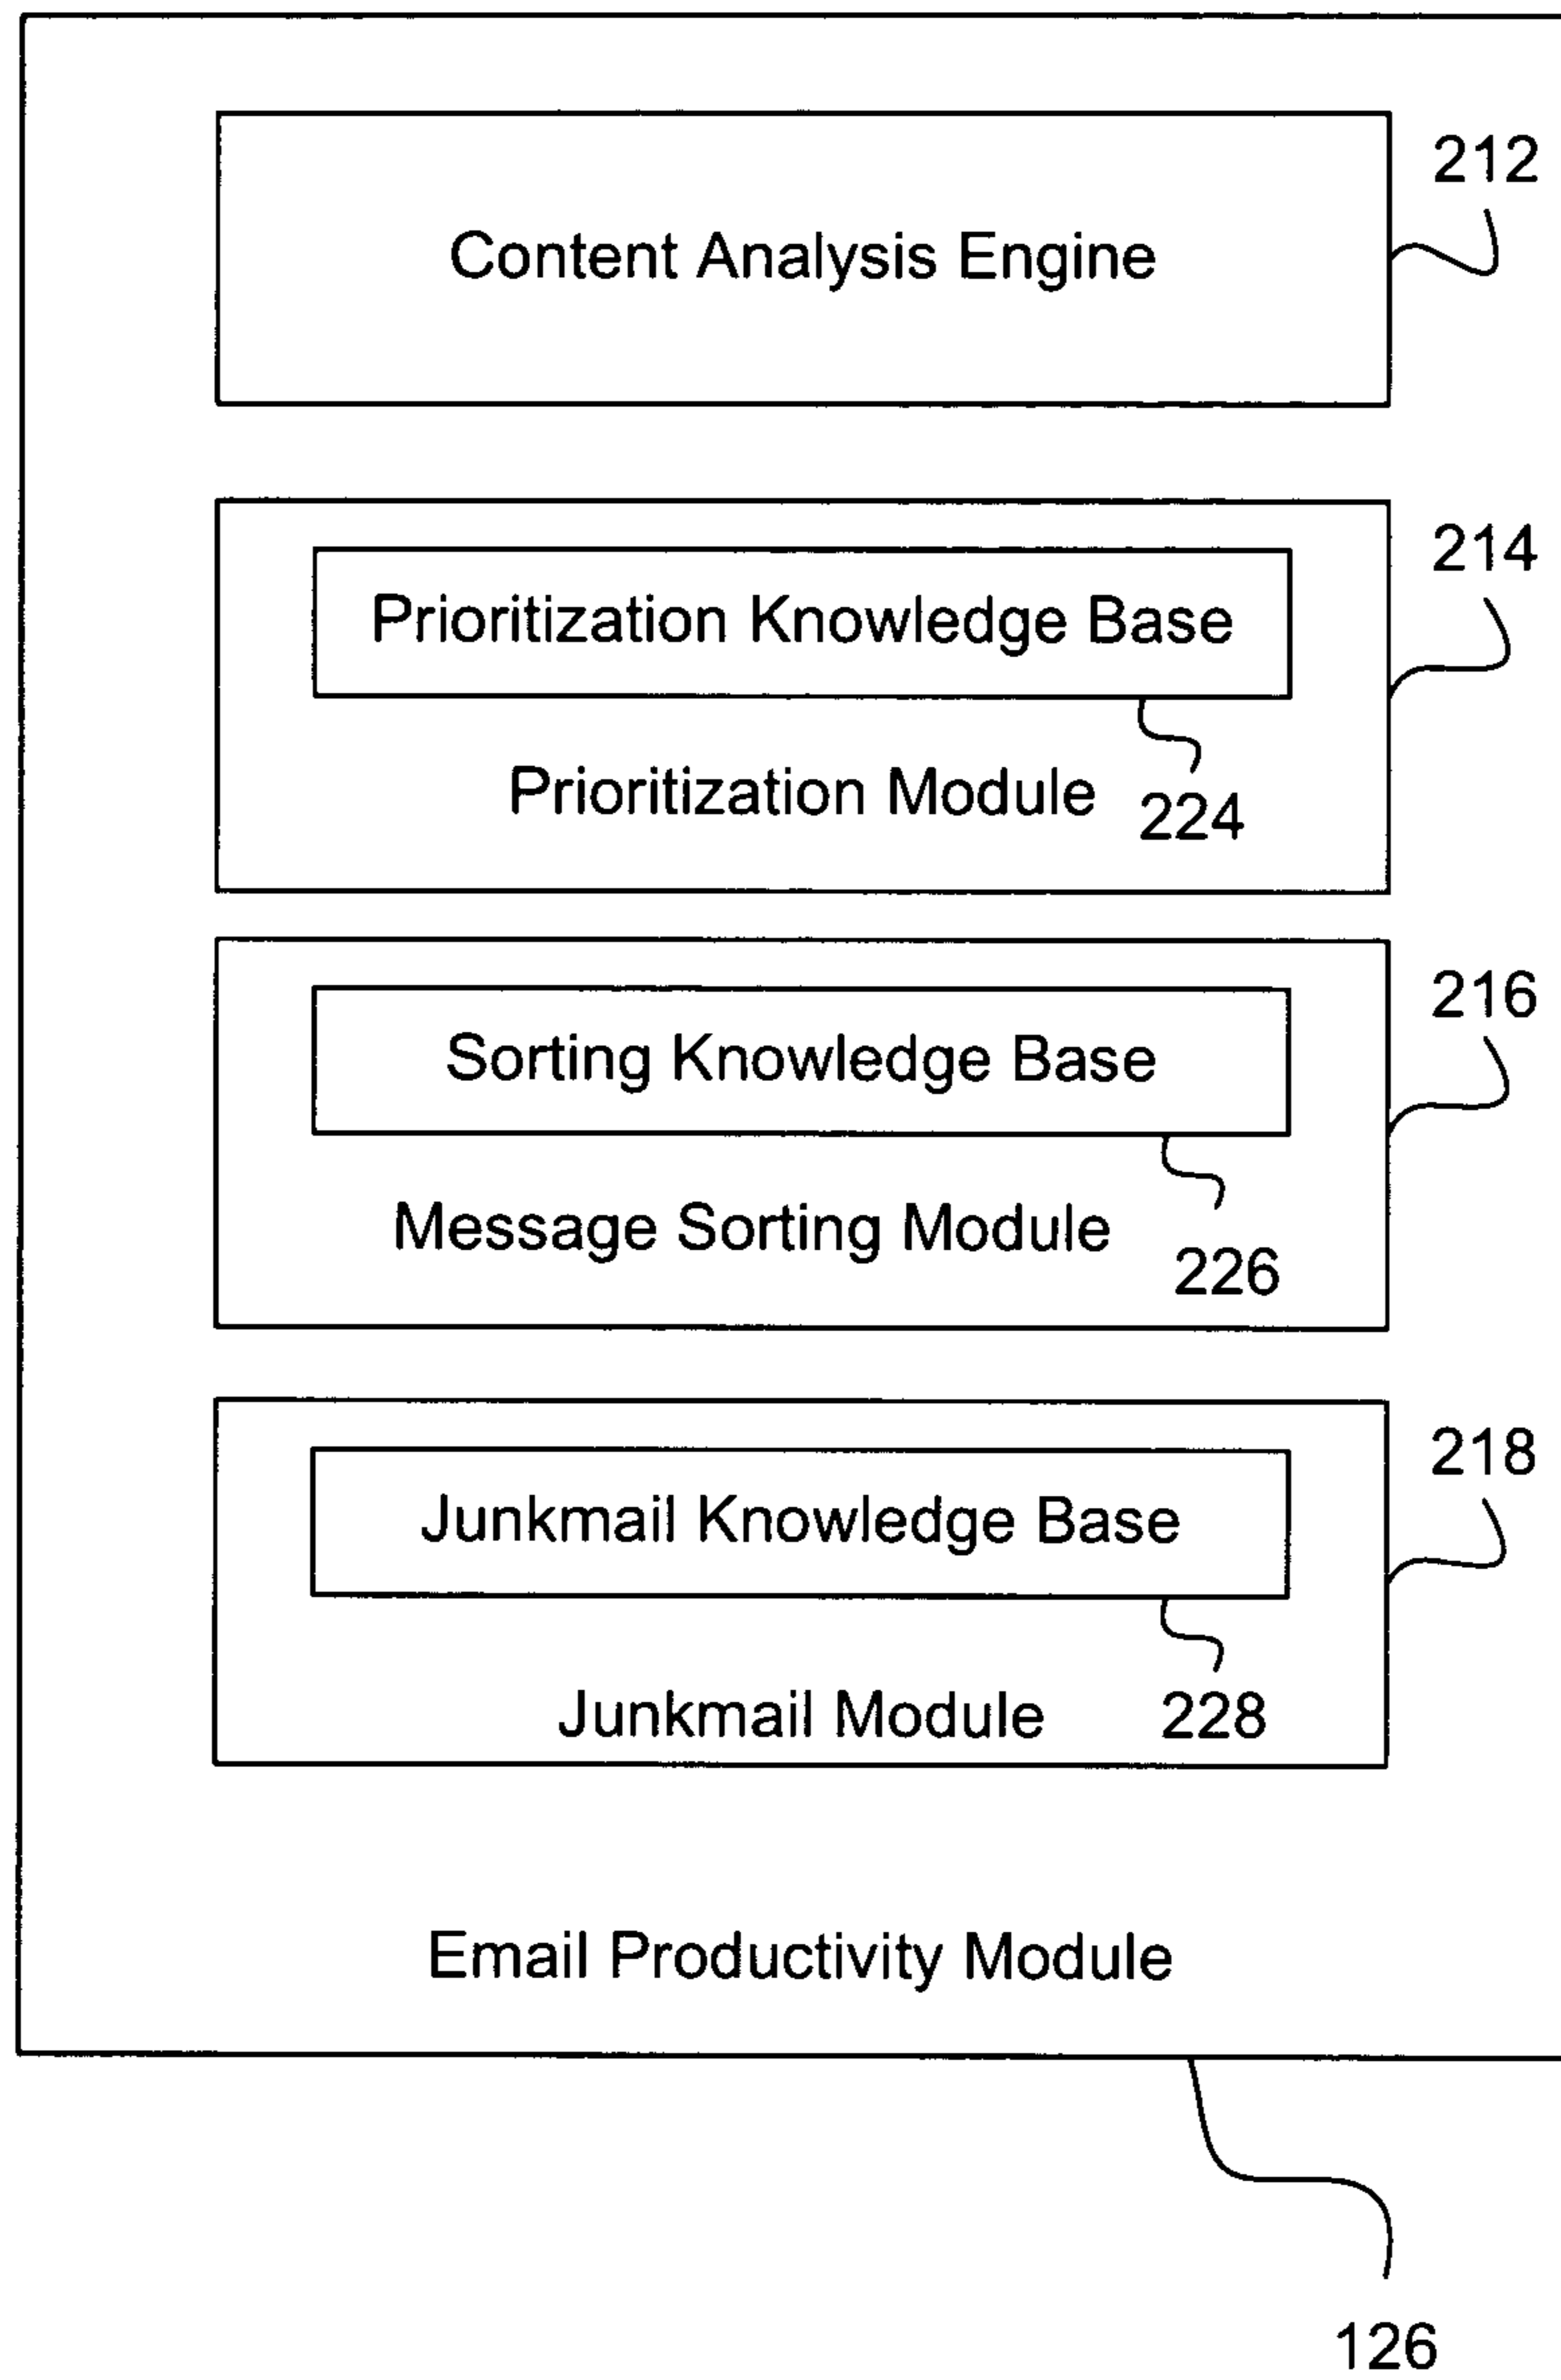 212
Content Analysis Engine
214
Prioritization Knowledge Base
Prioritization Module
224
216
Sorting Knowledge Base
Message Sorting Module
226
218
Junkmail Knowledge Base
Junkmail Module
228
Email Productivity Module
126